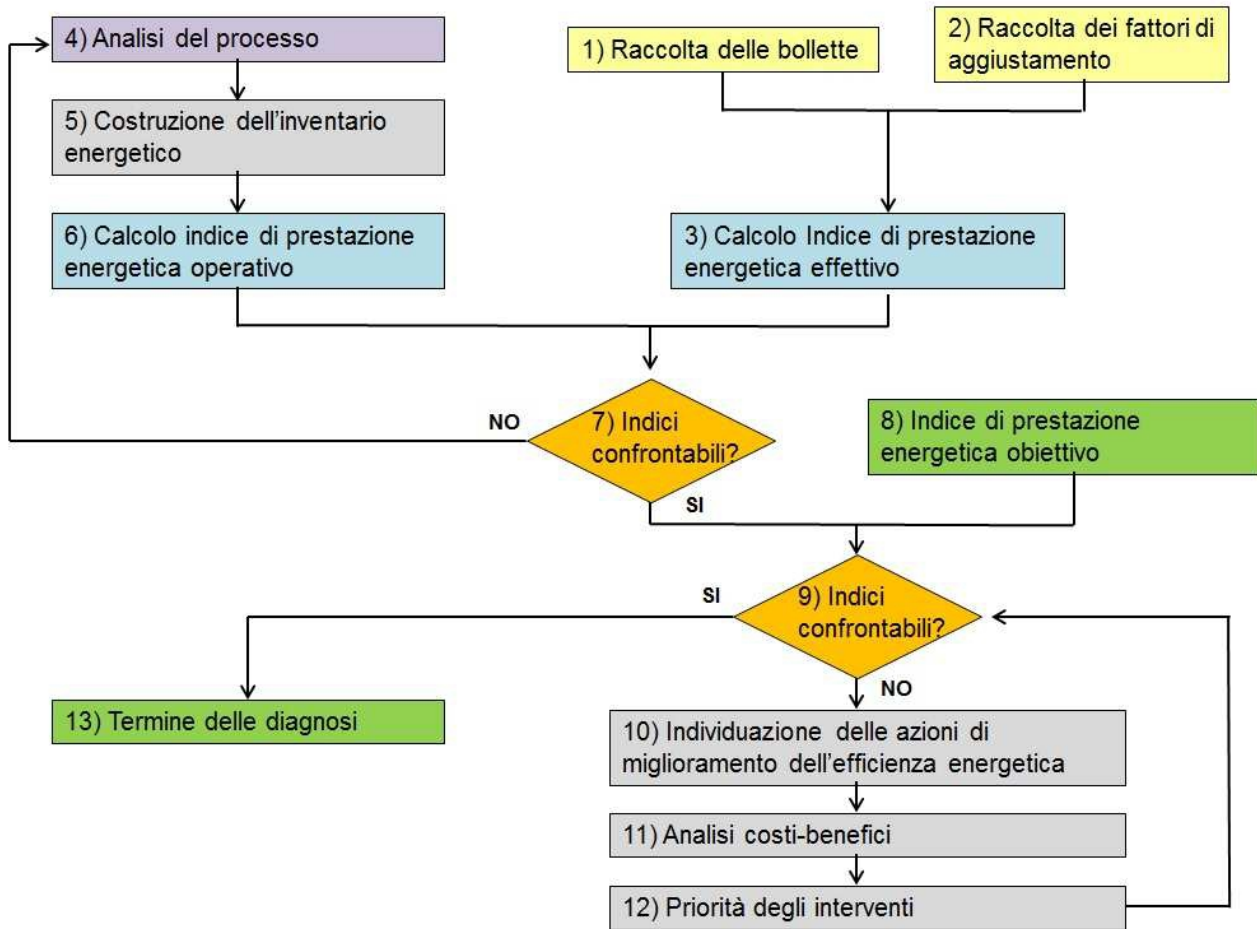 4) Analisi del processo
1) Raccolta delle bollette
2) Raccolta dei fattori di
aggiustamento
5) Costruzione dell'inventario
energetico
6) Calcolo indice di prestazione
energetica operativo
3) Calcolo Indice di prestazione
energetica effettivo
NO
7) Indici
confrontabili?
8) Indice di prestazione
energetica obiettivo
SI
SI
9) Indici
confrontabili?
NO
13) Termine delle diagnosi
10) Individuazione delle azioni di
miglioramento dell'efficienza energetica
11) Analisi costi-benefici
12) Priorità degli interventi